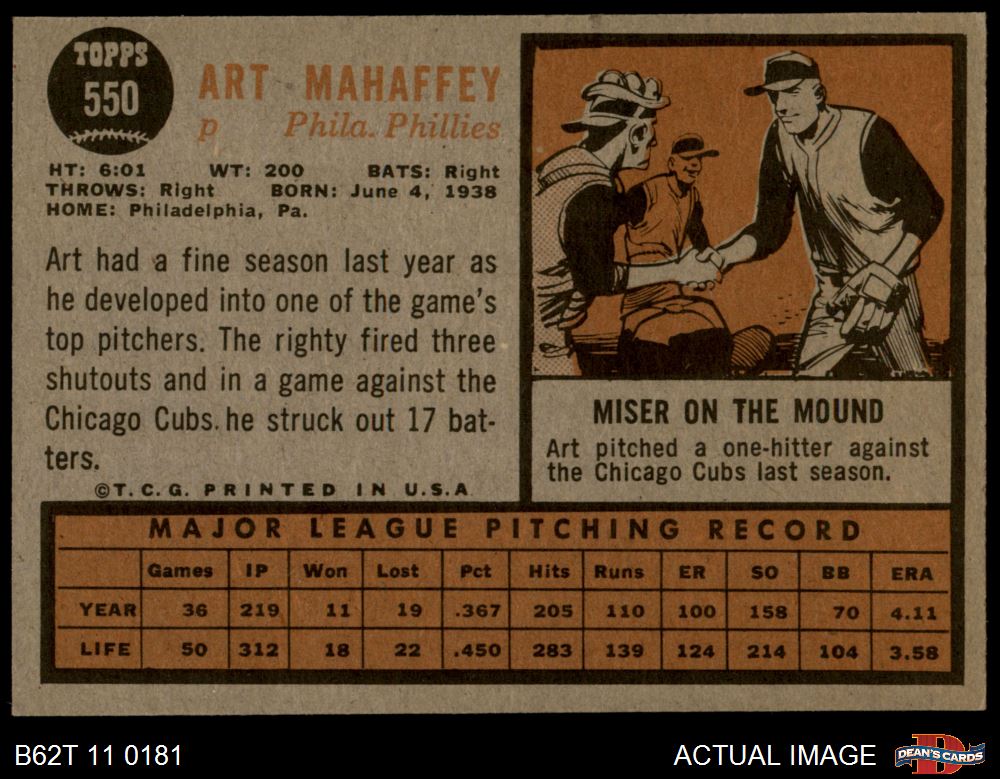 TOPPS
550
ART MAHAFFEY
p Phila. Phillies
HT: 6:01 WT: 200 BATS: Right
THROWS: Right BORN: June 4, 1938
HOME: Philadelphia, Pa.
Art had a fine season last year as
he developed into one of the game's
top pitchers. The righty fired three
shutouts and in a game against the
Chicago Cubs. he struck out 17 bat-
ters.
©T.C.G. PRINTED IN U.S.A.
MISER ON THE MOUND
Art pitched a one-hitter against
the Chicago Cubs last season.
MAJOR LEAGUE PITCHING RECORD
Games IP Won Lost Pct Hits Runs ER SO BB ERA
YEAR 36 219 11 19 .367 205 110 100 158 70 4.11
LIFE 50 312 18 22 .450 283 139 124 214 104 3.58
B62T 11 0181 ACTUAL IMAGE DEAN'S CARDS